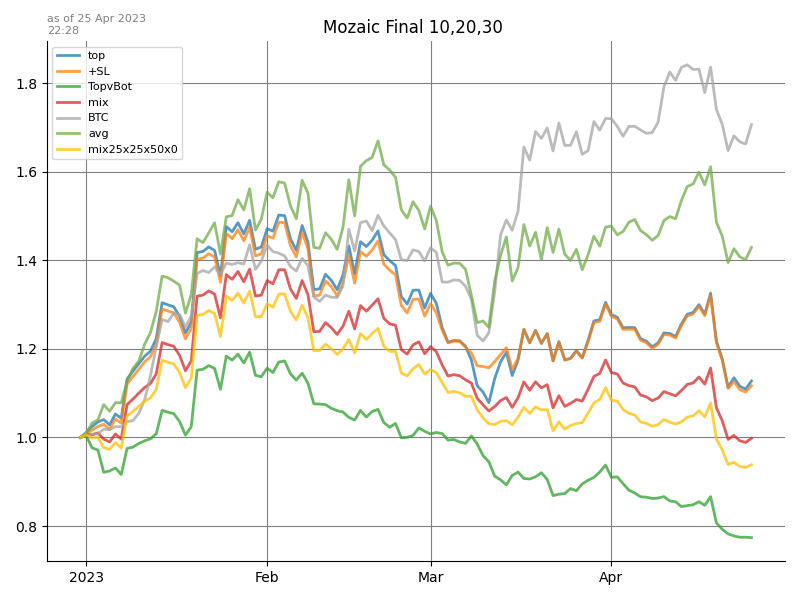 as of 25 Apr 2023
22:28
Mozaic Final 10,20,30
top
+SL
TopvBot
mix
BTC
avg
mix25x25x50x0
1.8
1.6
1.4
1.2
1.0
0.8
2023 Feb Mar Apr